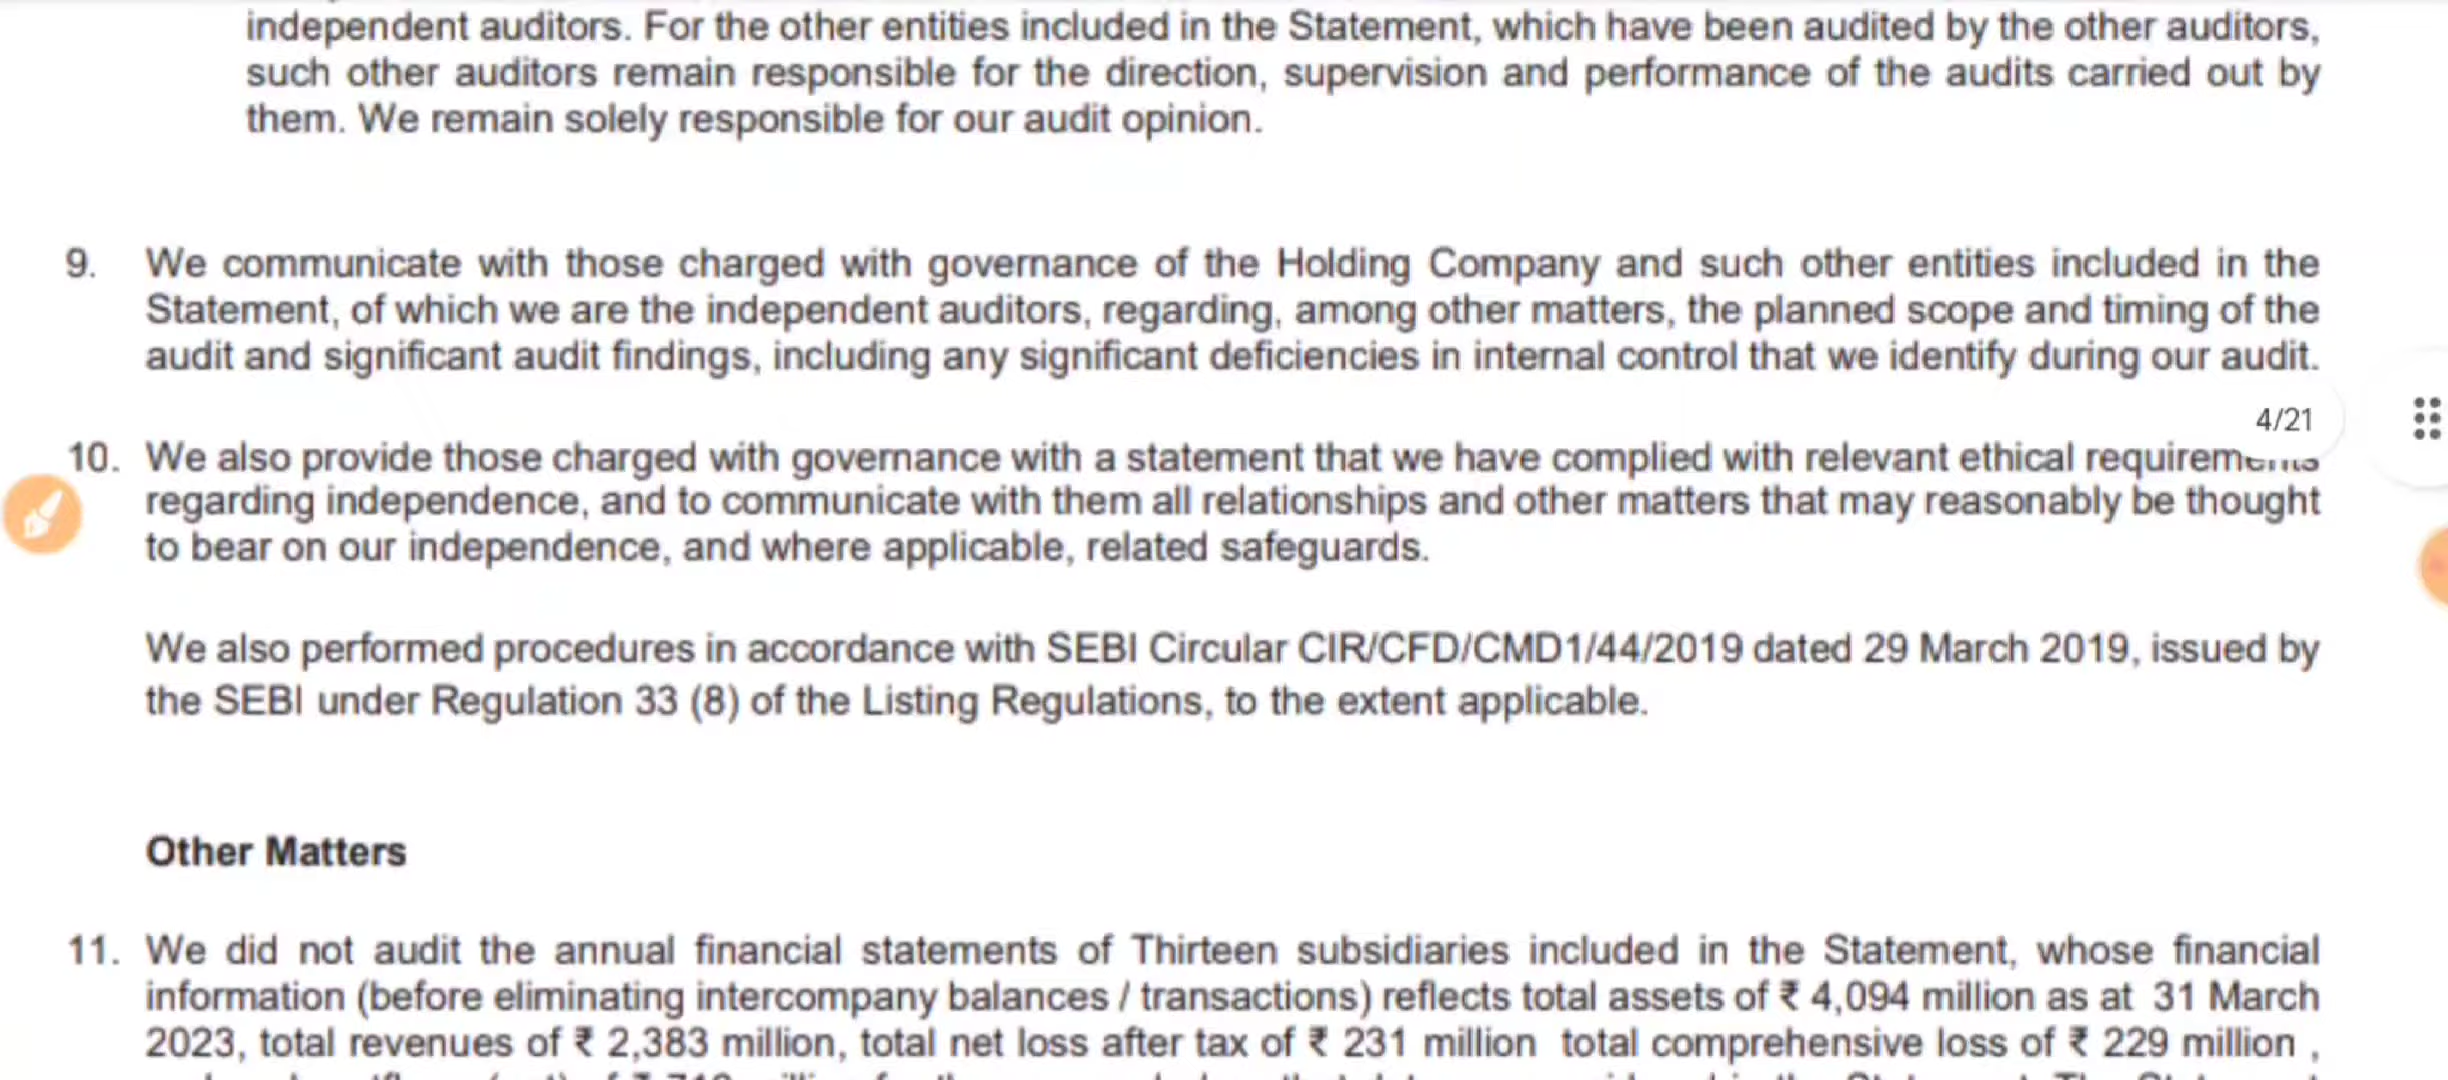 independent auditors. For the other entities included in the Statement, which have been audited by the other auditors,
such other auditors remain responsible for the direction, supervision and performance of the audits carried out by
them. We remain solely responsible for our audit opinion.
9. We communicate with those charged with governance of the Holding Company and such other entities included in the
Statement, of which we are the independent auditors, regarding, among other matters, the planned scope and timing of the
audit and significant audit findings, including any significant deficiencies in internal control that we identify during our audit.
4/21
10. We also provide those charged with governance with a statement that we have complied with relevant ethical requirements
regarding independence, and to communicate with them all relationships and other matters that may reasonably be thought
to bear on our independence, and where applicable, related safeguards.
We also performed procedures in accordance with SEBI Circular CIR/CFD/CMD1/44/2019 dated 29 March 2019, issued by
the SEBI under Regulation 33 (8) of the Listing Regulations, to the extent applicable.
Other Matters
11. We did not audit the annual financial statements of Thirteen subsidiaries included in the Statement, whose financial
information (before eliminating intercompany balances / transactions) reflects total assets of ₹ 4,094 million as at 31 March
2023, total revenues of ₹ 2,383 million, total net loss after tax of ₹ 231 million total comprehensive loss of ₹ 229 million ,